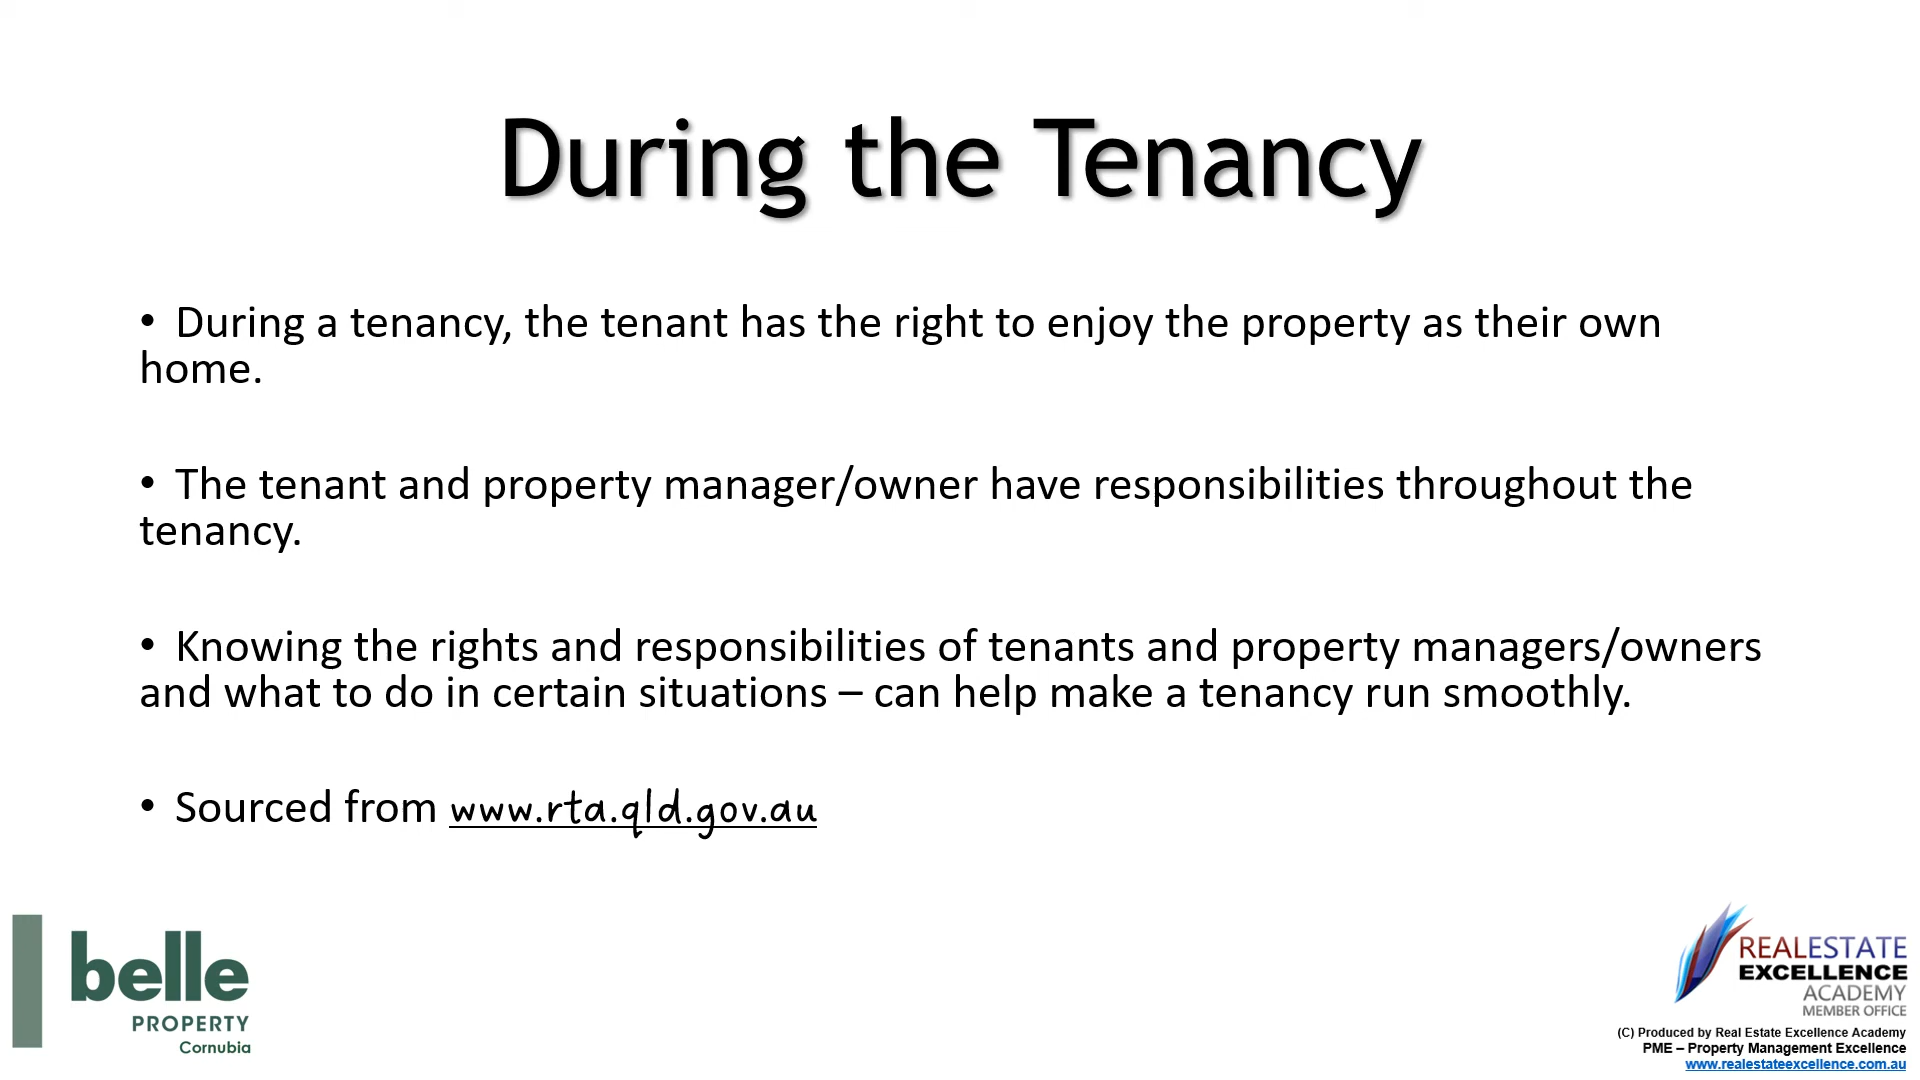 During the Tenancy
• During a tenancy, the tenant has the right to enjoy the property as their own
home.
• The tenant and property manager/owner have responsibilities throughout the
tenancy.
• Knowing the rights and responsibilities of tenants and property managers/owners
and what to do in certain situations – can help make a tenancy run smoothly.
• Sourced from www.rta.qld.gov.au
belle
PROPERTY
Cornubia
REALESTATE
EXCELLENCE
ACADEMY
MEMBER OFFICE
(C) Produced by Real Estate Excellence Academy
PME – Property Management Excellence
www.realestateexcellence.com.au